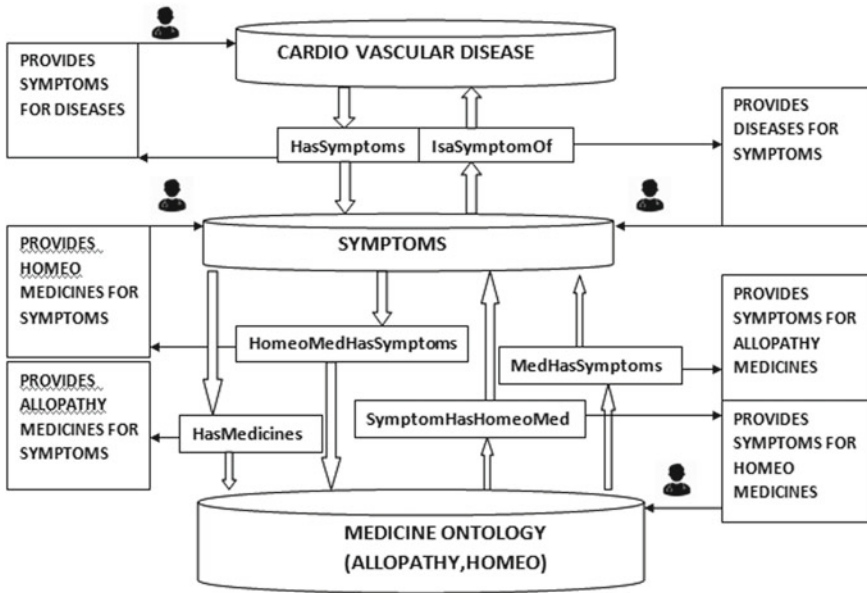 CARDIO VASCULAR DISEASE
PROVIDES
SYMPTOMS
FOR DISEASES
HasSymptoms
IsaSymptomOf
PROVIDES
DISEASES FOR
SYMPTOMS
SYMPTOMS
PROVIDES
HOMEO
MEDICINES FOR
SYMPTOMS
HomeoMedHasSymptoms
MedHasSymptoms
PROVIDES
SYMPTOMS FOR
ALLOPATHY
MEDICINES
PROVIDES
ALLOPATHY
MEDICINES FOR
SYMPTOMS
HasMedicines
SymptomHasHomeoMed
PROVIDES
SYMPTOMS FOR
HOMEO
MEDICINES
MEDICINE ONTOLOGY
(ALLOPATHY,HOMEO)